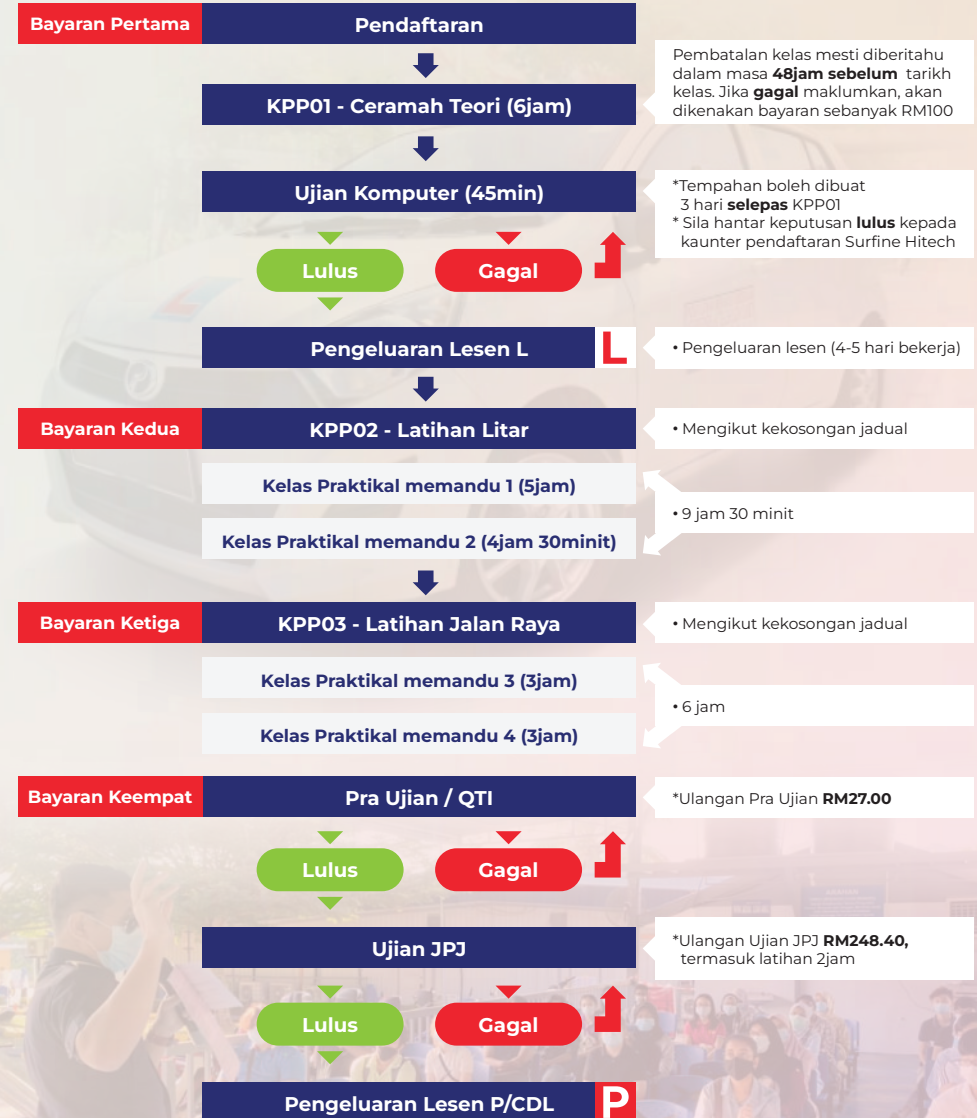 Bayaran Pertama
Pendaftaran
Pembatalan kelas mesti diberitahu
dalam masa 48jam sebelum tarikh
kelas. Jika gagal maklumkan, akan
dikenakan bayaran sebanyak RM100
KPP01 - Ceramah Teori (6jam)
Ujian Komputer (45min)
*Tempahan boleh dibuat
3 hari selepas KPP01
* Sila hantar keputusan lulus kepada
kaunter pendaftaran Surfine Hitech
Lulus
Gagal
Pengeluaran Lesen L
L
• Pengeluaran lesen (4-5 hari bekerja)
Bayaran Kedua
KPP02 - Latihan Litar
• Mengikut kekosongan jadual
Kelas Praktikal memandu 1 (5jam)
• 9 jam 30 minit
Kelas Praktikal memandu 2 (4jam 30minit)
Bayaran Ketiga
KPP03 - Latihan Jalan Raya
• Mengikut kekosongan jadual
Kelas Praktikal memandu 3 (3jam)
• 6 jam
Kelas Praktikal memandu 4 (3jam)
Bayaran Keempat
Pra Ujian / QTI
*Ulangan Pra Ujian RM27.00
Lulus
Gagal
Ujian JPJ
*Ulangan Ujian JPJ RM248.40,
termasuk latihan 2jam
Lulus
Gagal
Pengeluaran Lesen P/CDL
P